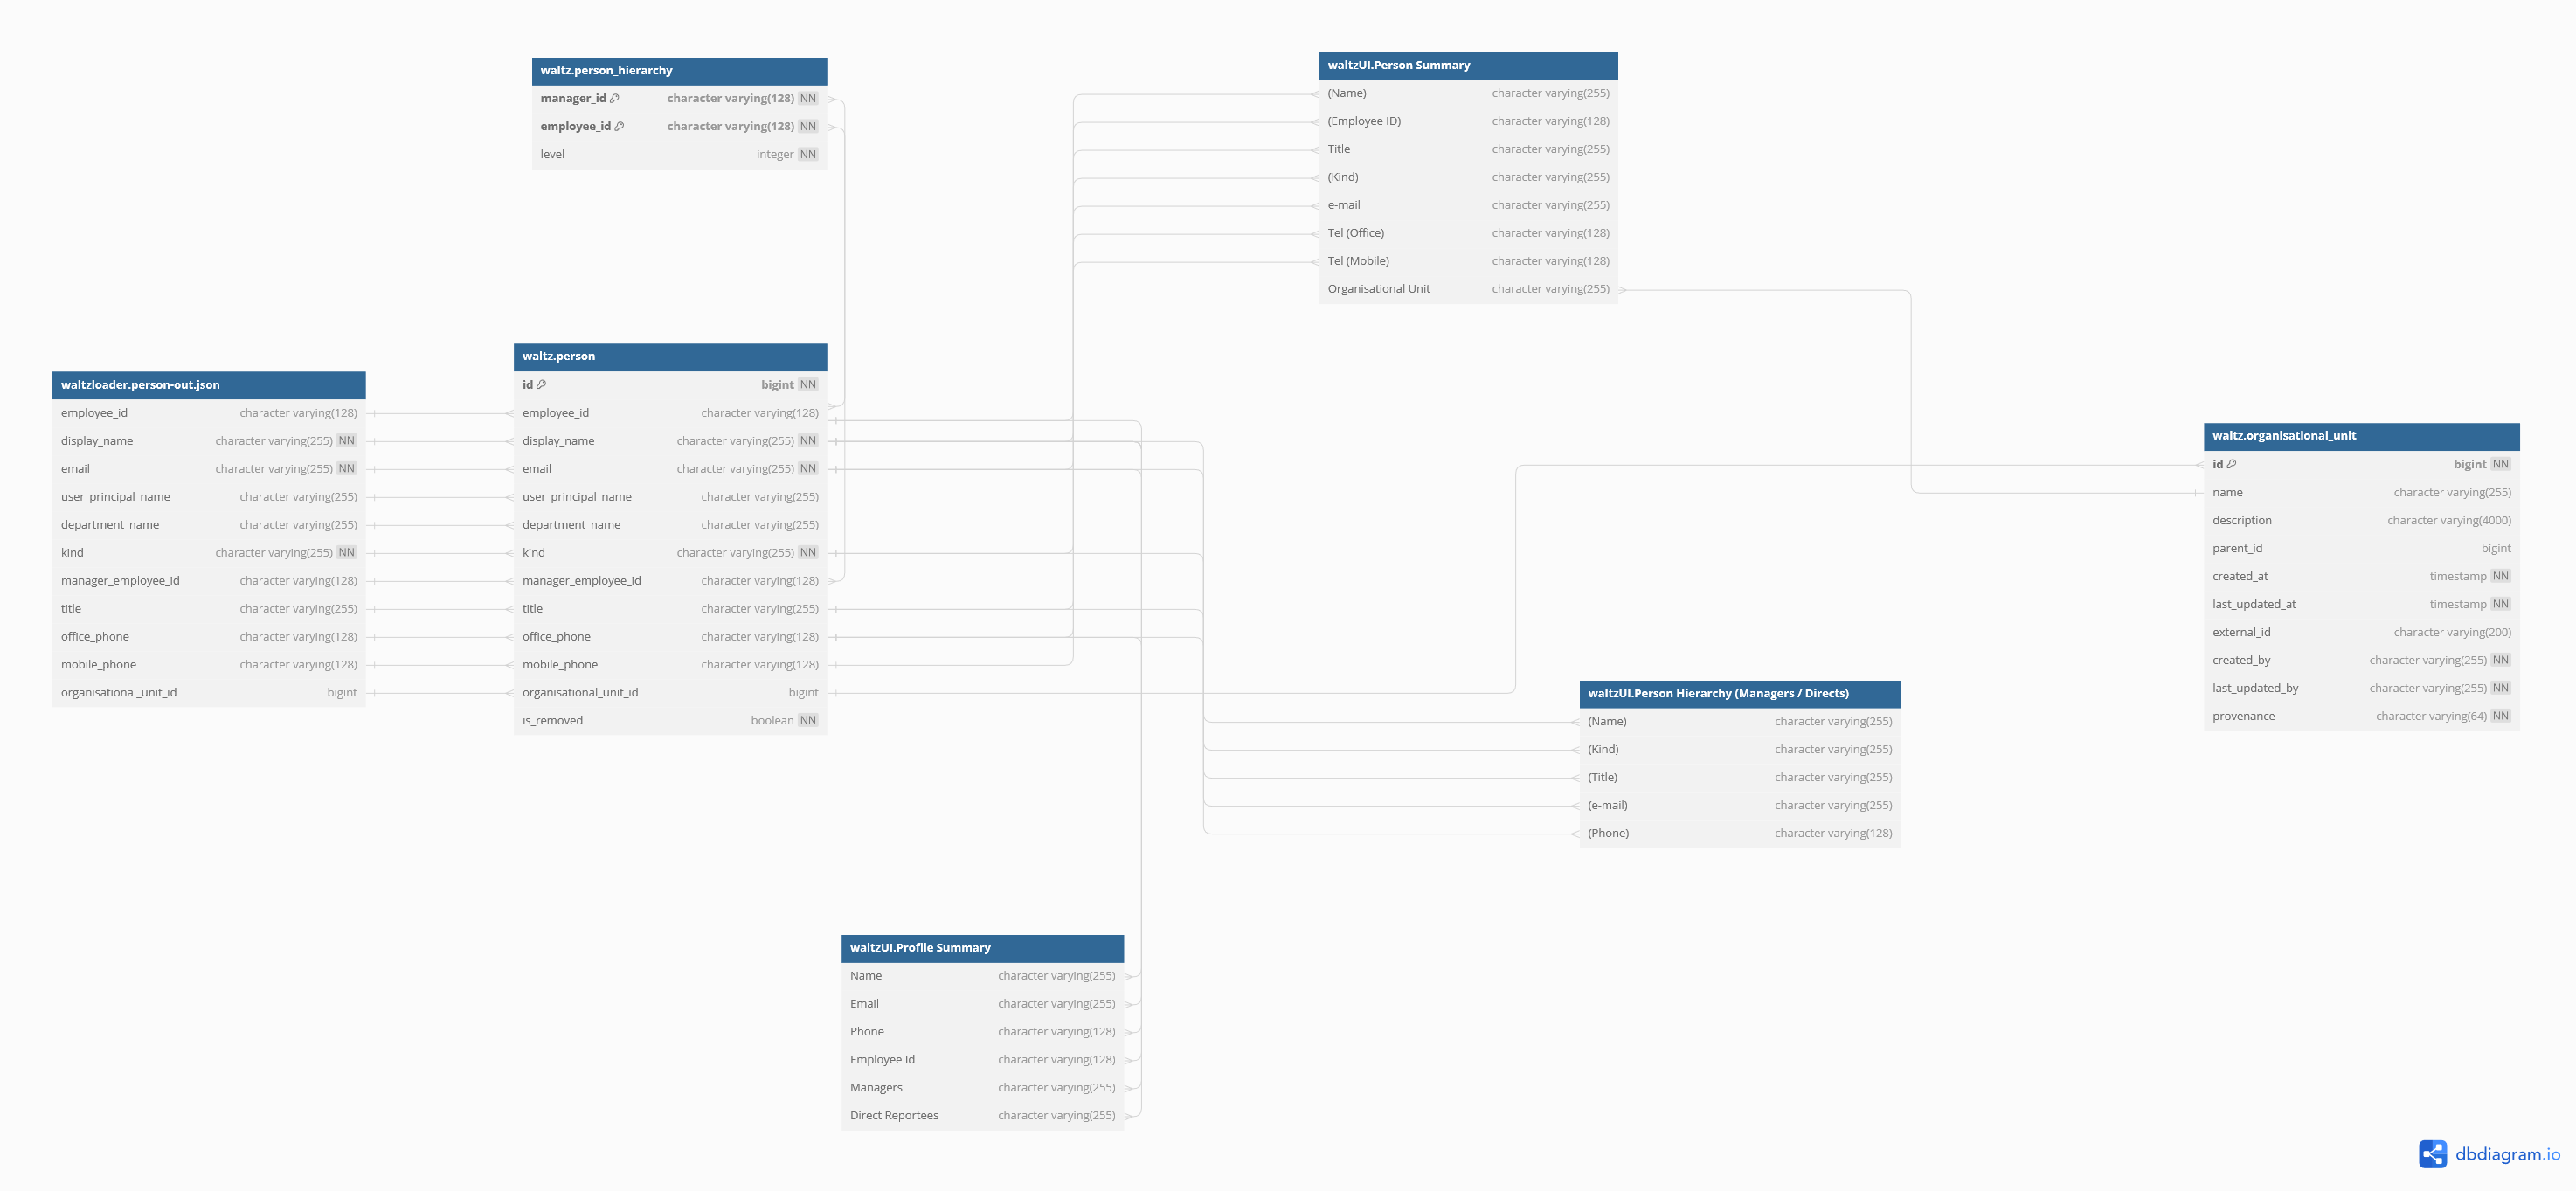 waltz.person_hierarchy
manager_id character varying(128) NN
employee_id character varying(128) NN
level integer NN
waltzUI.Person Summary
(Name) character varying(255)
(Employee ID) character varying(128)
Title character varying(255)
(Kind) character varying(255)
e-mail character varying(255)
Tel (Office) character varying(128)
Tel (Mobile) character varying(128)
Organisational Unit character varying(255)
waltzloader.person-out.json
employee_id character varying(128)
display_name character varying(255) NN
email character varying(255) NN
user_principal_name character varying(255)
department_name character varying(255)
kind character varying(255) NN
manager_employee_id character varying(128)
title character varying(255)
office_phone character varying(128)
mobile_phone character varying(128)
organisational_unit_id bigint
waltz.person
id bigint NN
employee_id character varying(128)
display_name character varying(255) NN
email character varying(255) NN
user_principal_name character varying(255)
department_name character varying(255)
kind character varying(255) NN
manager_employee_id character varying(128)
title character varying(255)
office_phone character varying(128)
mobile_phone character varying(128)
organisational_unit_id bigint
is_removed boolean NN
waltz.organisational_unit
id bigint NN
name character varying(255)
description character varying(4000)
parent_id bigint
created_at timestamp NN
last_updated_at timestamp NN
external_id character varying(200)
created_by character varying(255) NN
last_updated_by character varying(255) NN
provenance character varying(64) NN
waltzUI.Person Hierarchy (Managers / Directs)
(Name) character varying(255)
(Kind) character varying(255)
(Title) character varying(255)
(e-mail) character varying(255)
(Phone) character varying(128)
waltzUI.Profile Summary
Name character varying(255)
Email character varying(255)
Phone character varying(128)
Employee Id character varying(128)
Managers character varying(255)
Direct Reportees character varying(255)
dbdiagram.io